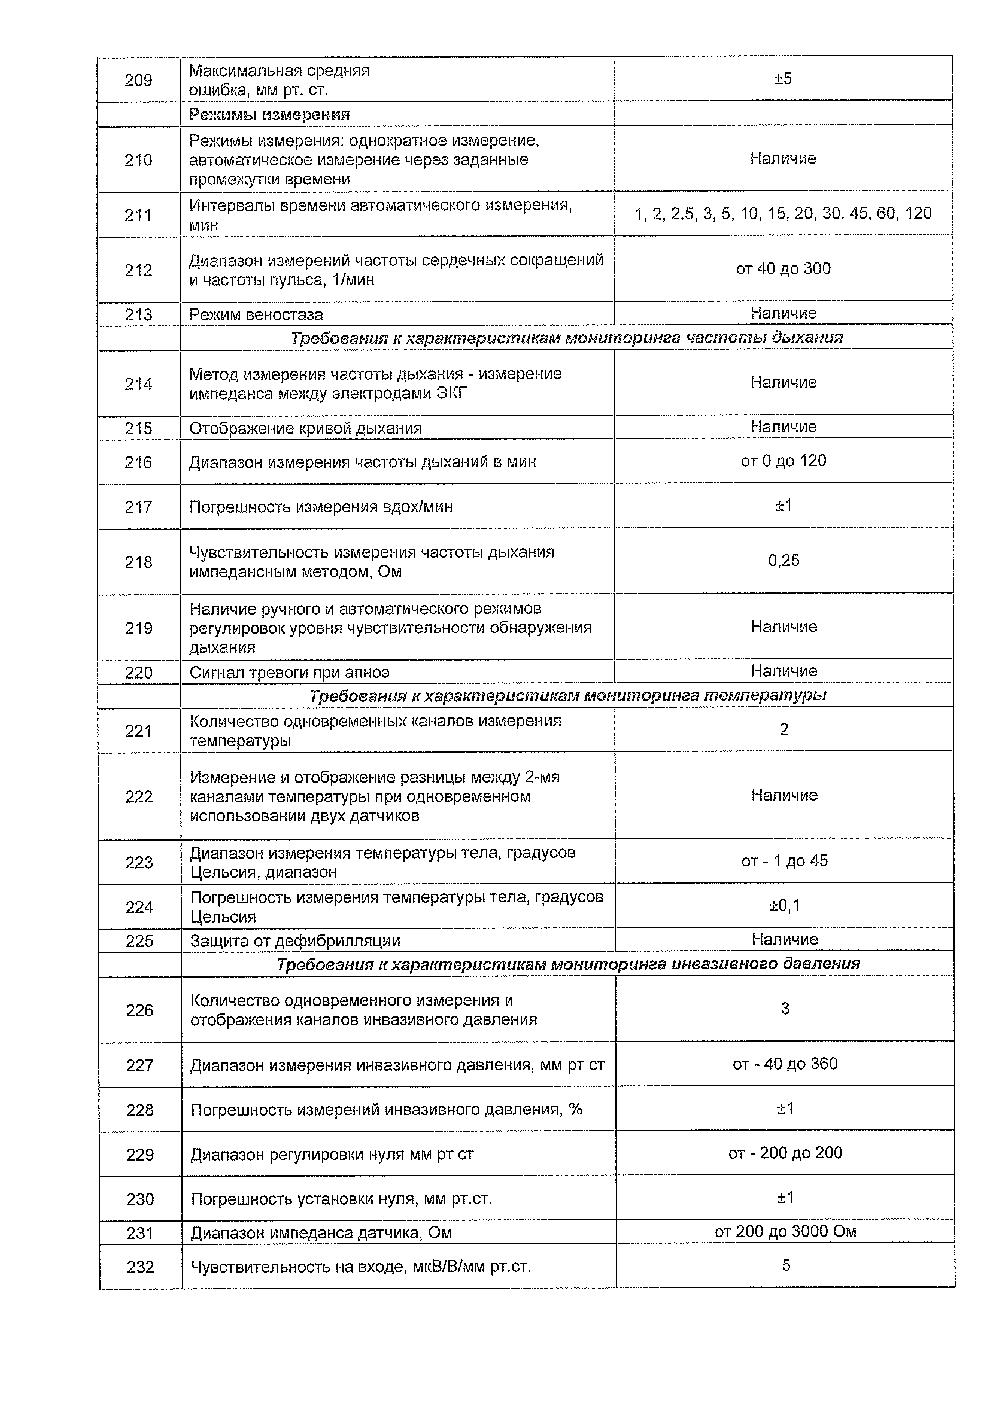 209
Максимальная средняя
ошибка, мм рт. ст.
±5
Режимы измерения
210
Режимы измерения: однократное измерение,
автоматическое измерение через заданные
промежутки времени
Наличие
211
Интервалы времени автоматического измерения,
мин
1, 2, 2.5, 3, 5, 10, 15, 20, 30. 45, 60, 120
212
Диапазон измерений частоты сердечных сокращений
и частоты пульса, 1/мин
от 40 до 300
213
Режим веностаза
Наличие
Требования к характеристикам мониторинга частоты дыхания
214
Метод измерения частоты дыхания - измерение
импеданса между электродами ЭКГ
Наличие
215
Отображение кривой дыхания
Наличие
216
Диапазон измерения частоты дыханий в мин
от 0 до 120
217
Погрешность измерения вдох/мин
±1
218
Чувствительность измерения частоты дыхания
импедансным методом, Ом
0,25
219
Наличие ручного и автоматического режимов
регулировок уровня чувствительности обнаружения
дыхания
Наличие
220
Сигнал тревоги при апноэ
Наличие
Требования к характеристикам мониторинга температуры
221
Количество одновременных каналов измерения
температуры
2
222
Измерение и отображение разницы между 2-мя
каналами температуры при одновременном
использовании двух датчиков
Наличие
223
Диапазон измерения температуры тела, градусов
Цельсия, диапазон
от - 1 до 45
224
Погрешность измерения температуры тела, градусов
Цельсия
±0,1
225
Защита от дефибрилляции
Наличие
Требования к характеристикам мониторинга инвазивного давления
226
Количество одновременного измерения и
отображения каналов инвазивного давления
3
227
Диапазон измерения инвазивного давления, мм рт ст
от - 40 до 360
228
Погрешность измерений инвазивного давления, %
±1
229
Диапазон регулировки нуля мм рт ст
от - 200 до 200
230
Погрешность установки нуля, мм рт.ст.
±1
231
Диапазон импеданса датчика, Ом
от 200 до 3000 Ом
232
Чувствительность на входе, мкВ/В/мм рт.ст.
5